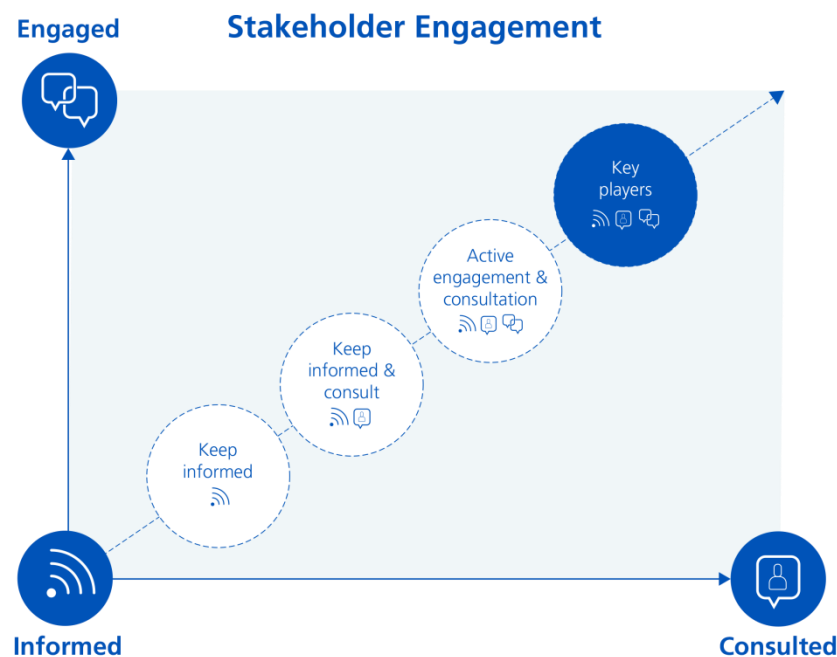 Stakeholder Engagement
Engaged
Key
players
Active
engagement &
consultation
Keep
informed &
consult
Keep
informed
Informed
Consulted